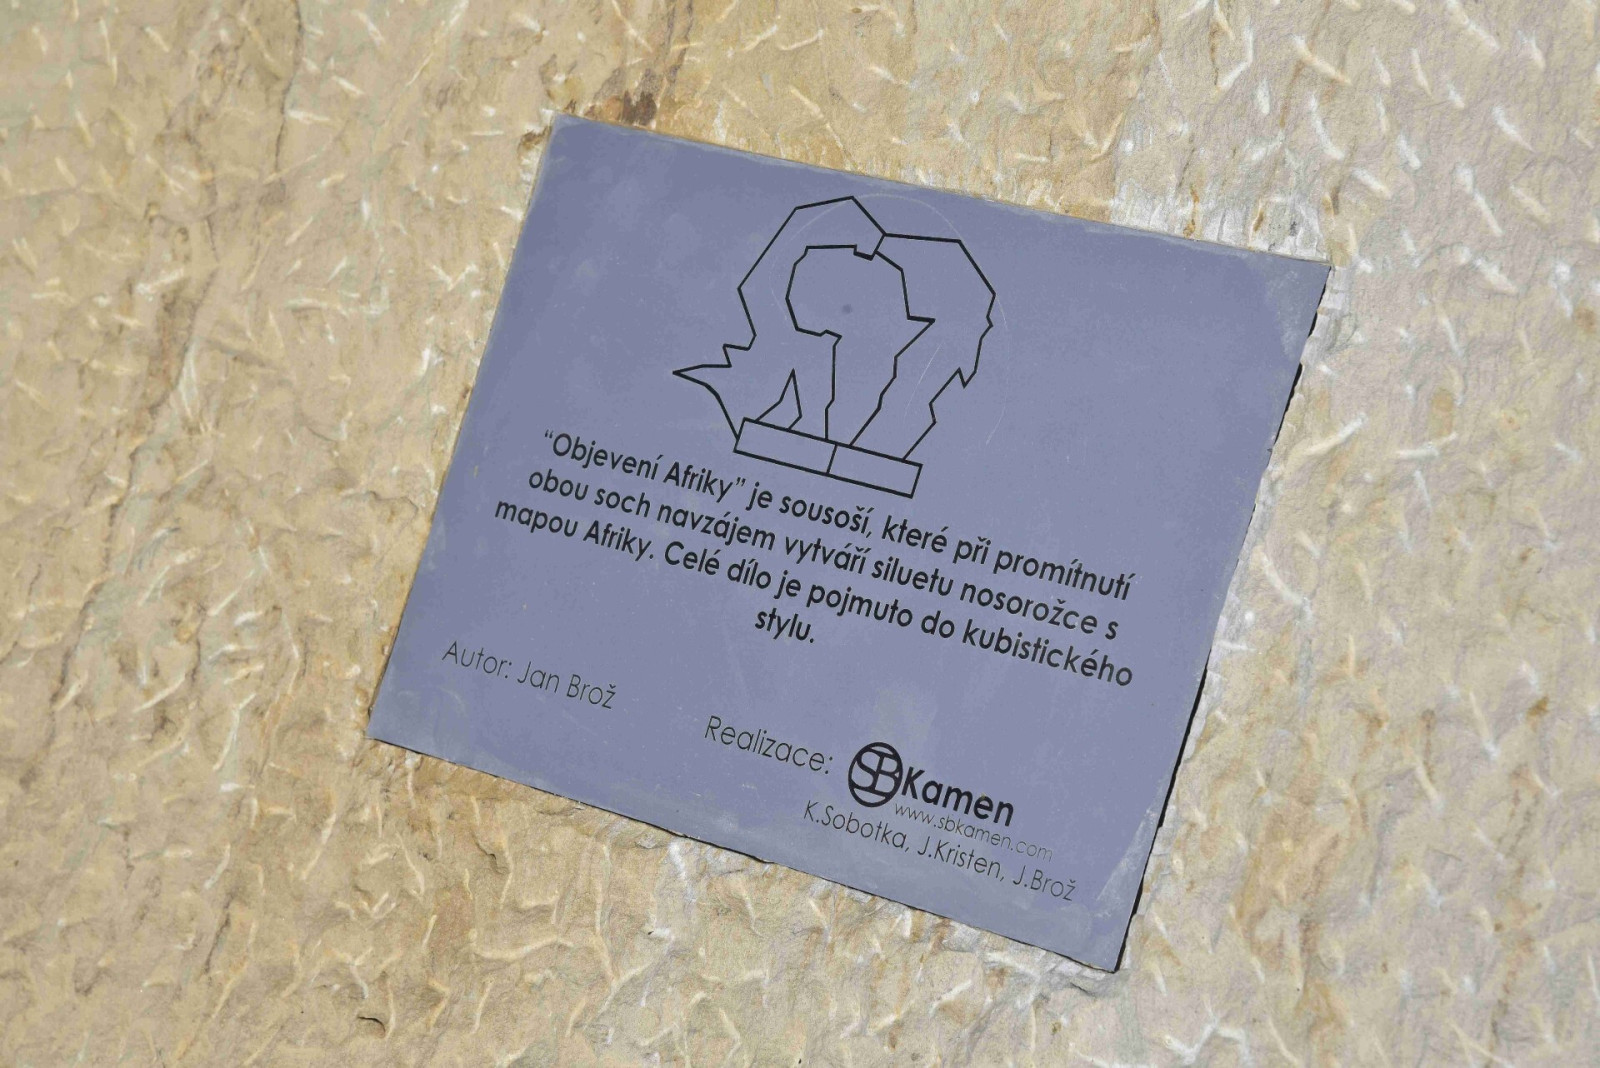 “Objevení Afriky” je sousoší, které při promítnutí
obou soch navzájem vytváří siluetu nosorožce s
mapou Afriky. Celé dílo je pojmuto do kubistického
stylu.
Autor: Jan Brož
Realizace: SB Kamen
www.sbkamen.com
K.Sobotka, J.Kristen, J.Brož